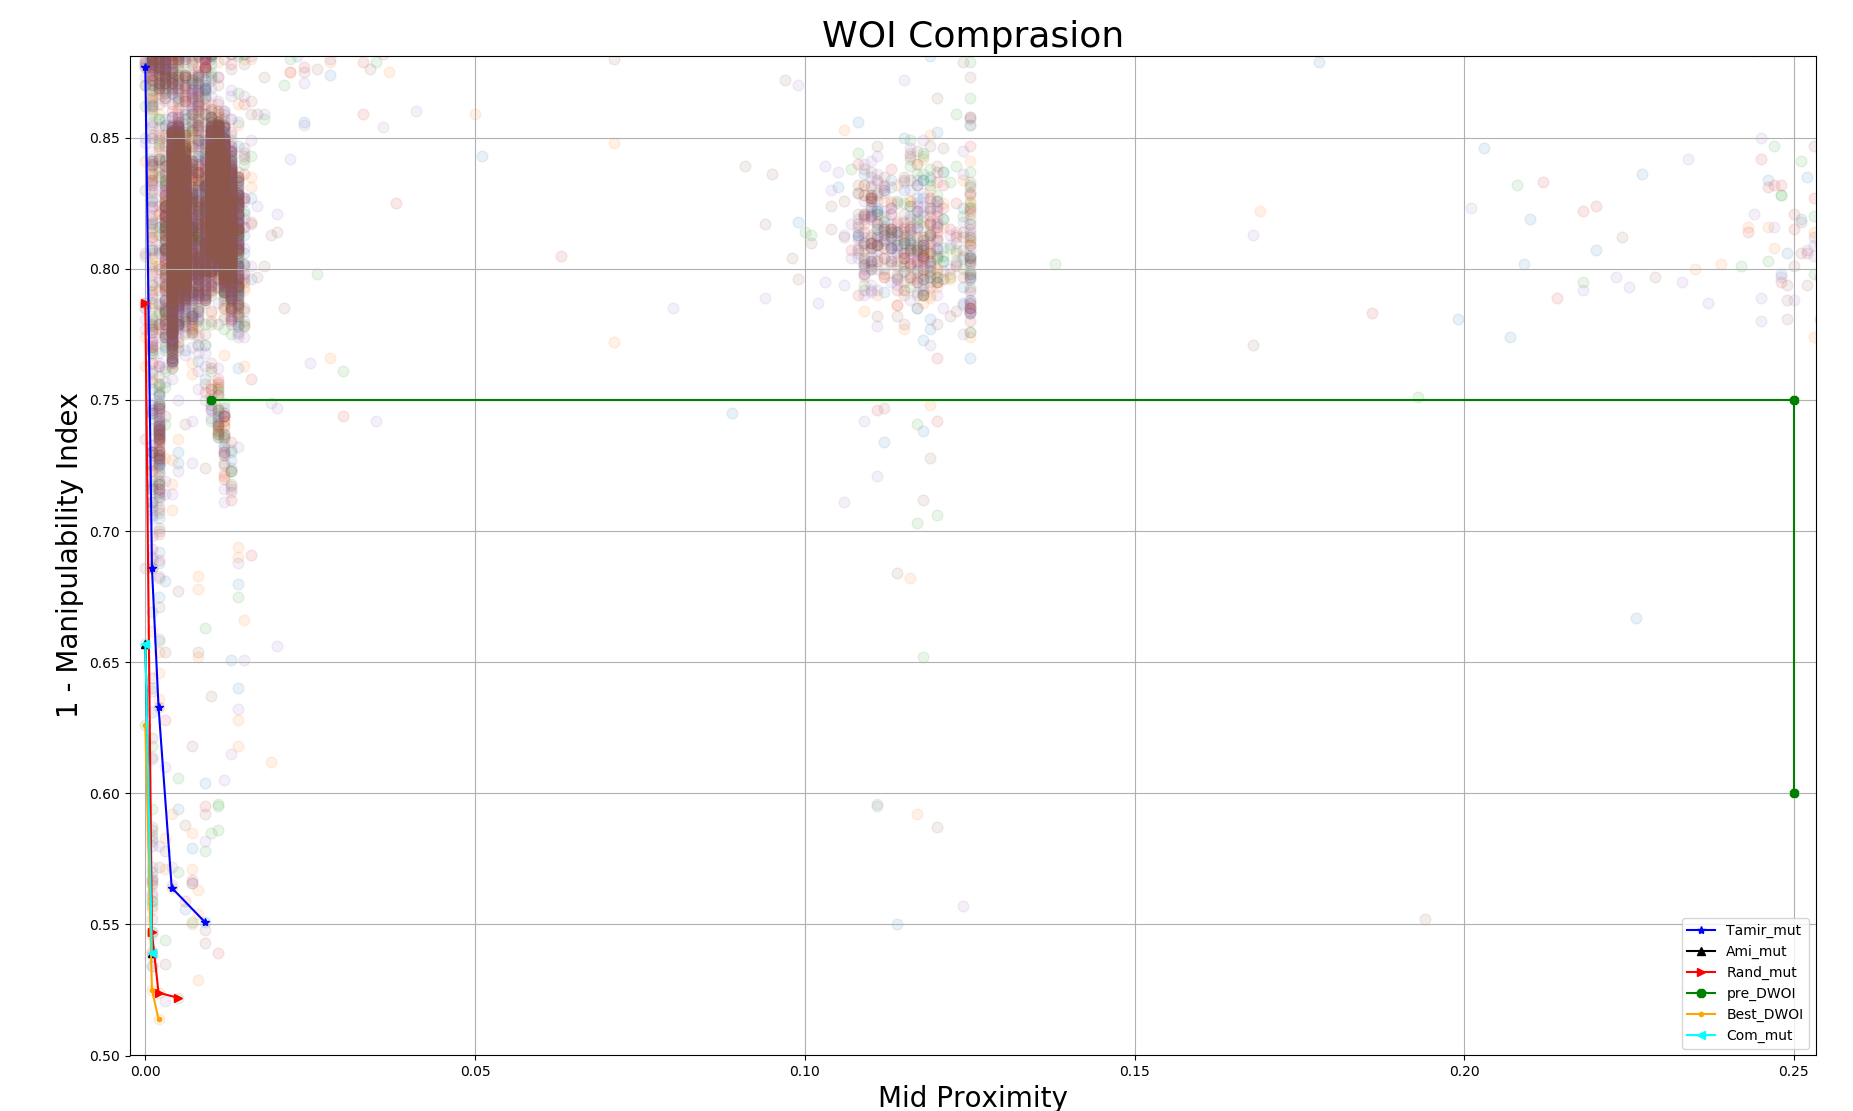 WOI Comprasion
1 - Manipulability Index
0.85
0.80
0.75
0.70
0.65
0.60
0.55
0.50
0.00 0.05 0.10 0.15 0.20 0.25
Mid Proximity
Tamir_mut
Ami_mut
Rand_mut
pre_DWOI
Best_DWOI
Com_mut